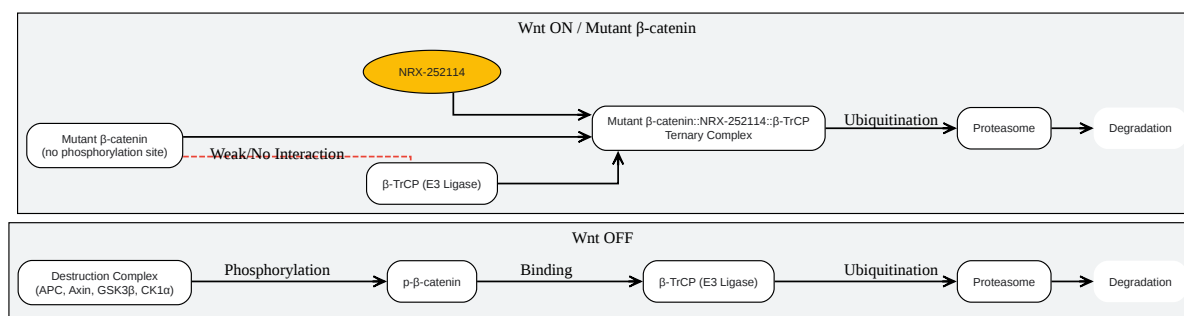 Wnt ON / Mutant β-catenin
NRX-252114
Mutant β-catenin
(no phosphorylation site)
Weak/No Interaction
β-TrCP (E3 Ligase)
Mutant β-catenin::NRX-252114::β-TrCP
Ternary Complex
Ubiquitination
Proteasome
Degradation
Wnt OFF
Destruction Complex
(APC, Axin, GSK3β, CK1α)
Phosphorylation
p-β-catenin
Binding
β-TrCP (E3 Ligase)
Ubiquitination
Proteasome
Degradation